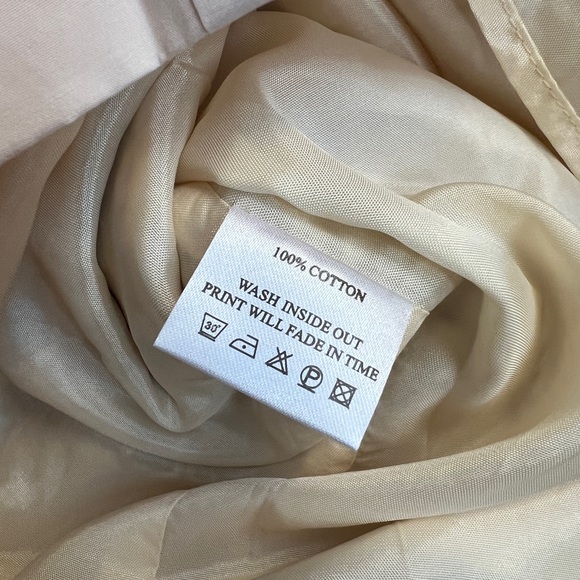 100% COTTON
WASH INSIDE OUT
PRINT WILL FADE IN TIME
30°
P